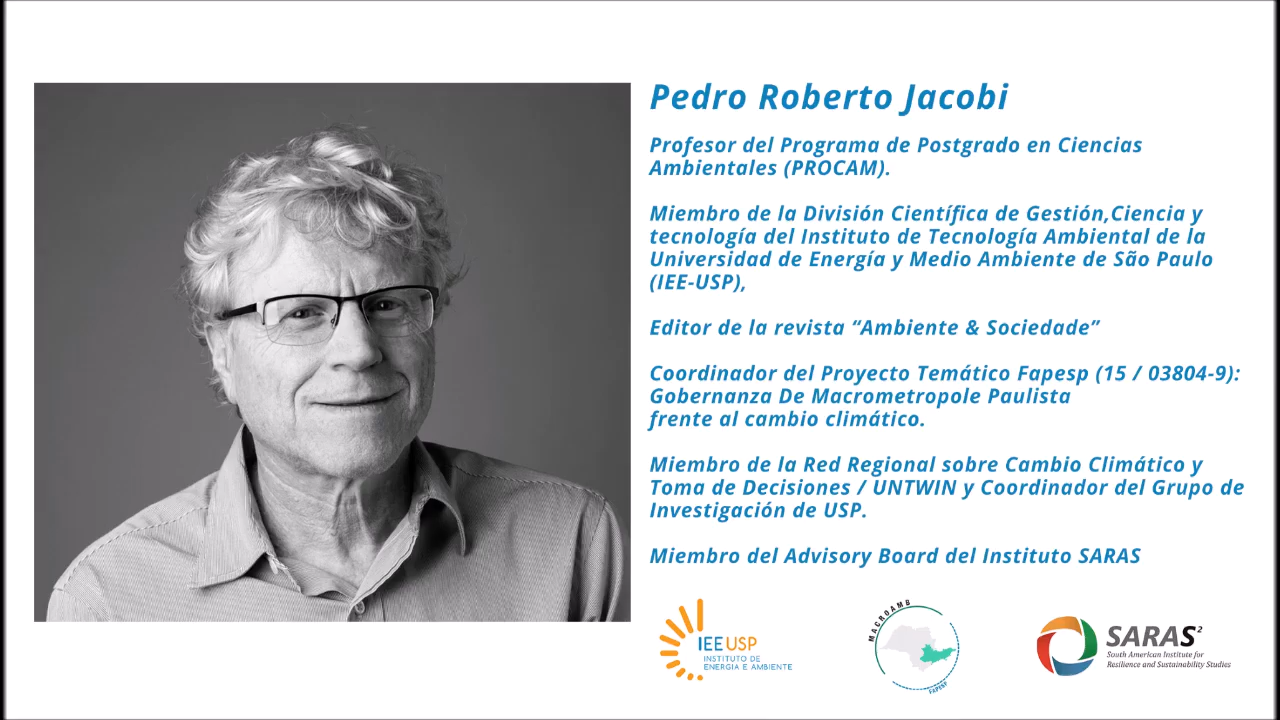 Pedro Roberto Jacobi
Profesor del Programa de Postgrado en Ciencias
Ambientales (PROCAM).
Miembro de la División Científica de Gestión,Ciencia y
tecnología del Instituto de Tecnología Ambiental de la
Universidad de Energía y Medio Ambiente de São Paulo
(IEE-USP),
Editor de la revista “Ambiente & Sociedade”
Coordinador del Proyecto Temático Fapesp (15 / 03804-9):
Gobernanza De Macrometropole Paulista
frente al cambio climático.
Miembro de la Red Regional sobre Cambio Climático y
Toma de Decisiones / UNTWIN y Coordinador del Grupo de
Investigación de USP.
Miembro del Advisory Board del Instituto SARAS
IEE USP
INSTITUTO DE
ENERGIA E AMBIENTE
MACROAMB
FAPESP
SARAS²
South American Institute for
Resilience and Sustainability Studies